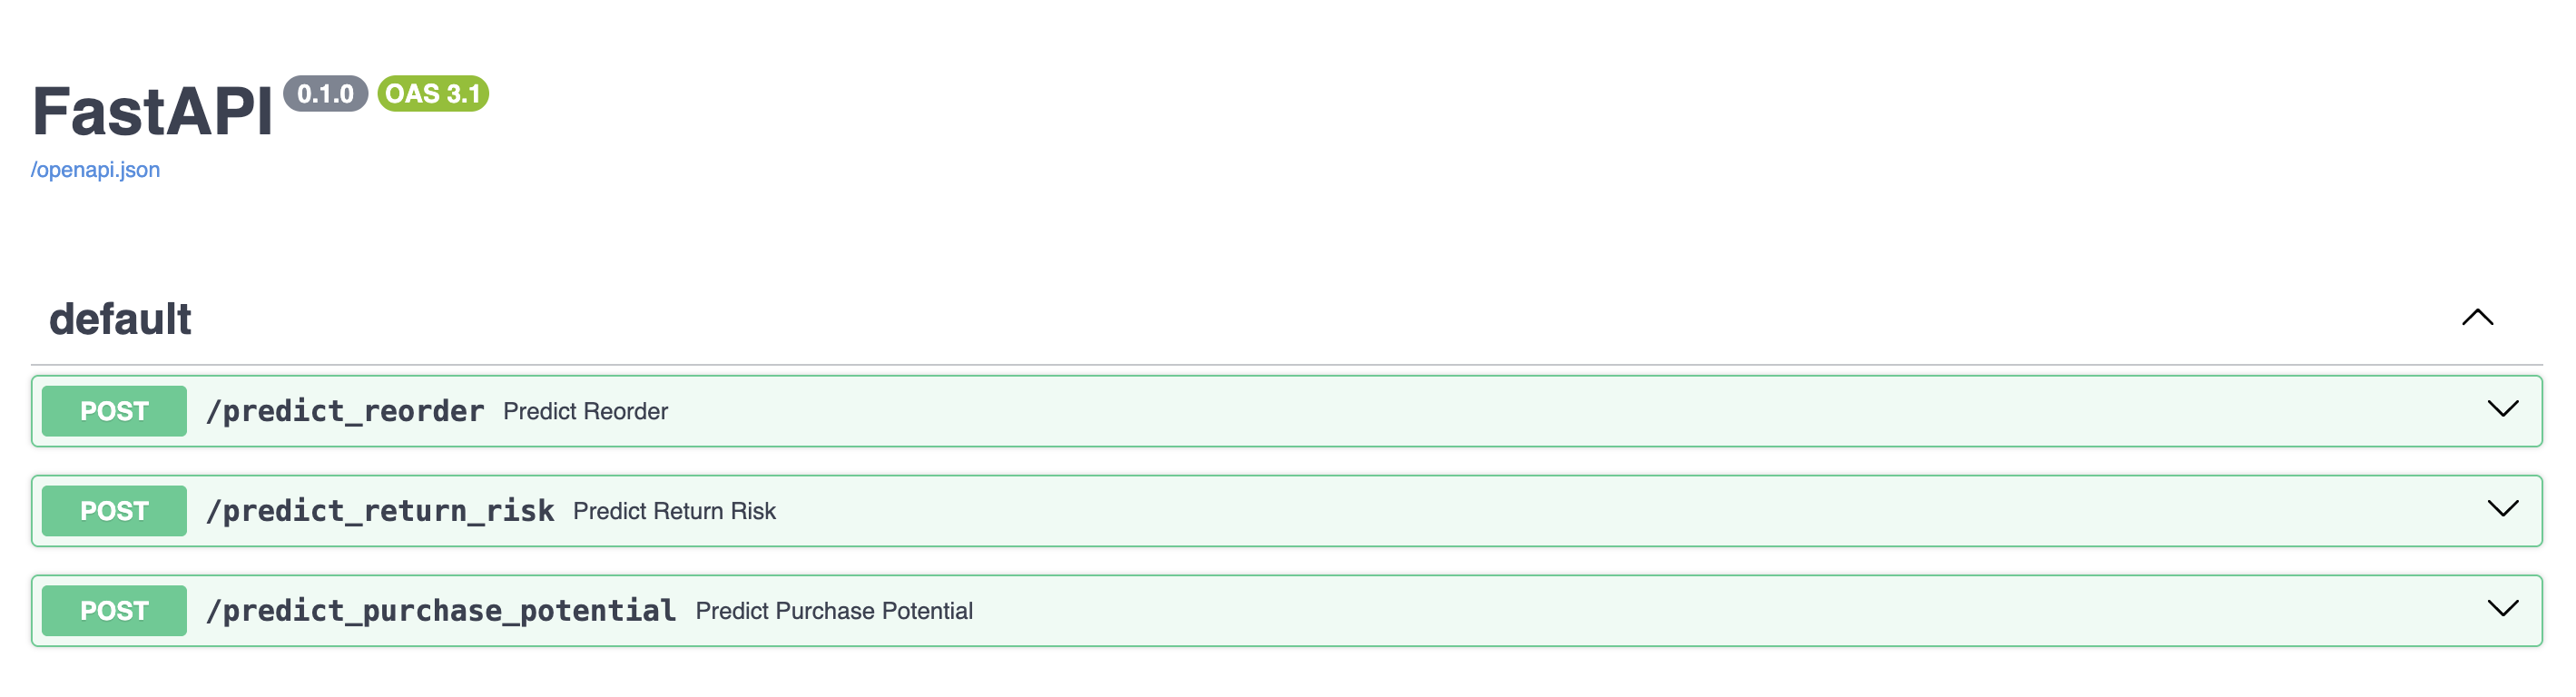 FastAPI 0.1.0 OAS 3.1
/openapi.json
default
POST /predict_reorder Predict Reorder
POST /predict_return_risk Predict Return Risk
POST /predict_purchase_potential Predict Purchase Potential